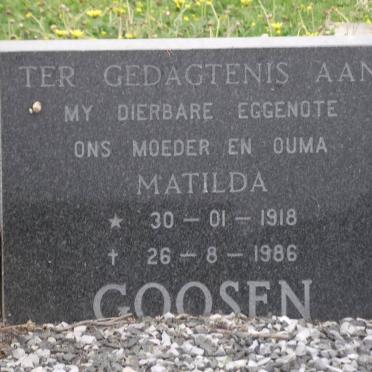 TER GEDAGTENIS AAN
MY DIERBARE EGGENOTE
ONS MOEDER EN OUMA
MATILDA
★ 30 – 01 – 1918
† 26 – 8 – 1986
GOOSEN